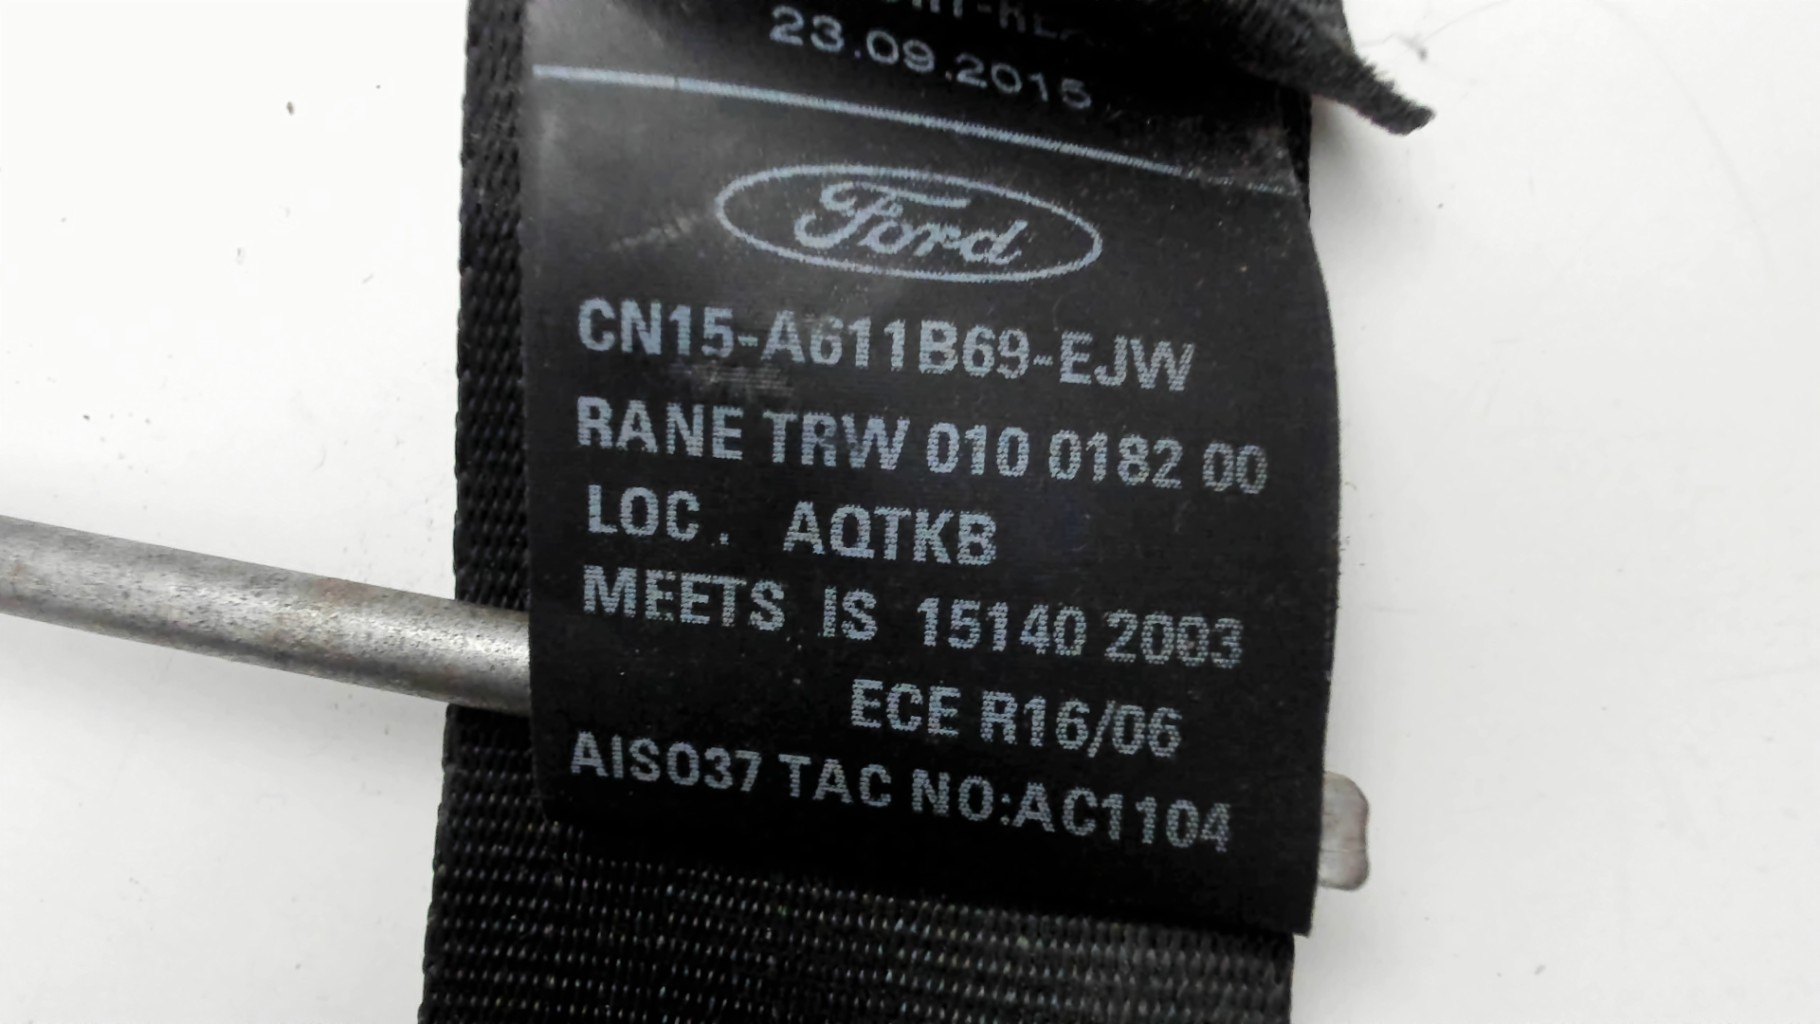 23.09.2015
Ford
CN15-A611B69-EJW
RANE TRW 010 0182 00
LOC. AQTKB
MEETS IS 15140 2003
ECE R16/06
AIS037 TAC NO:AC1104